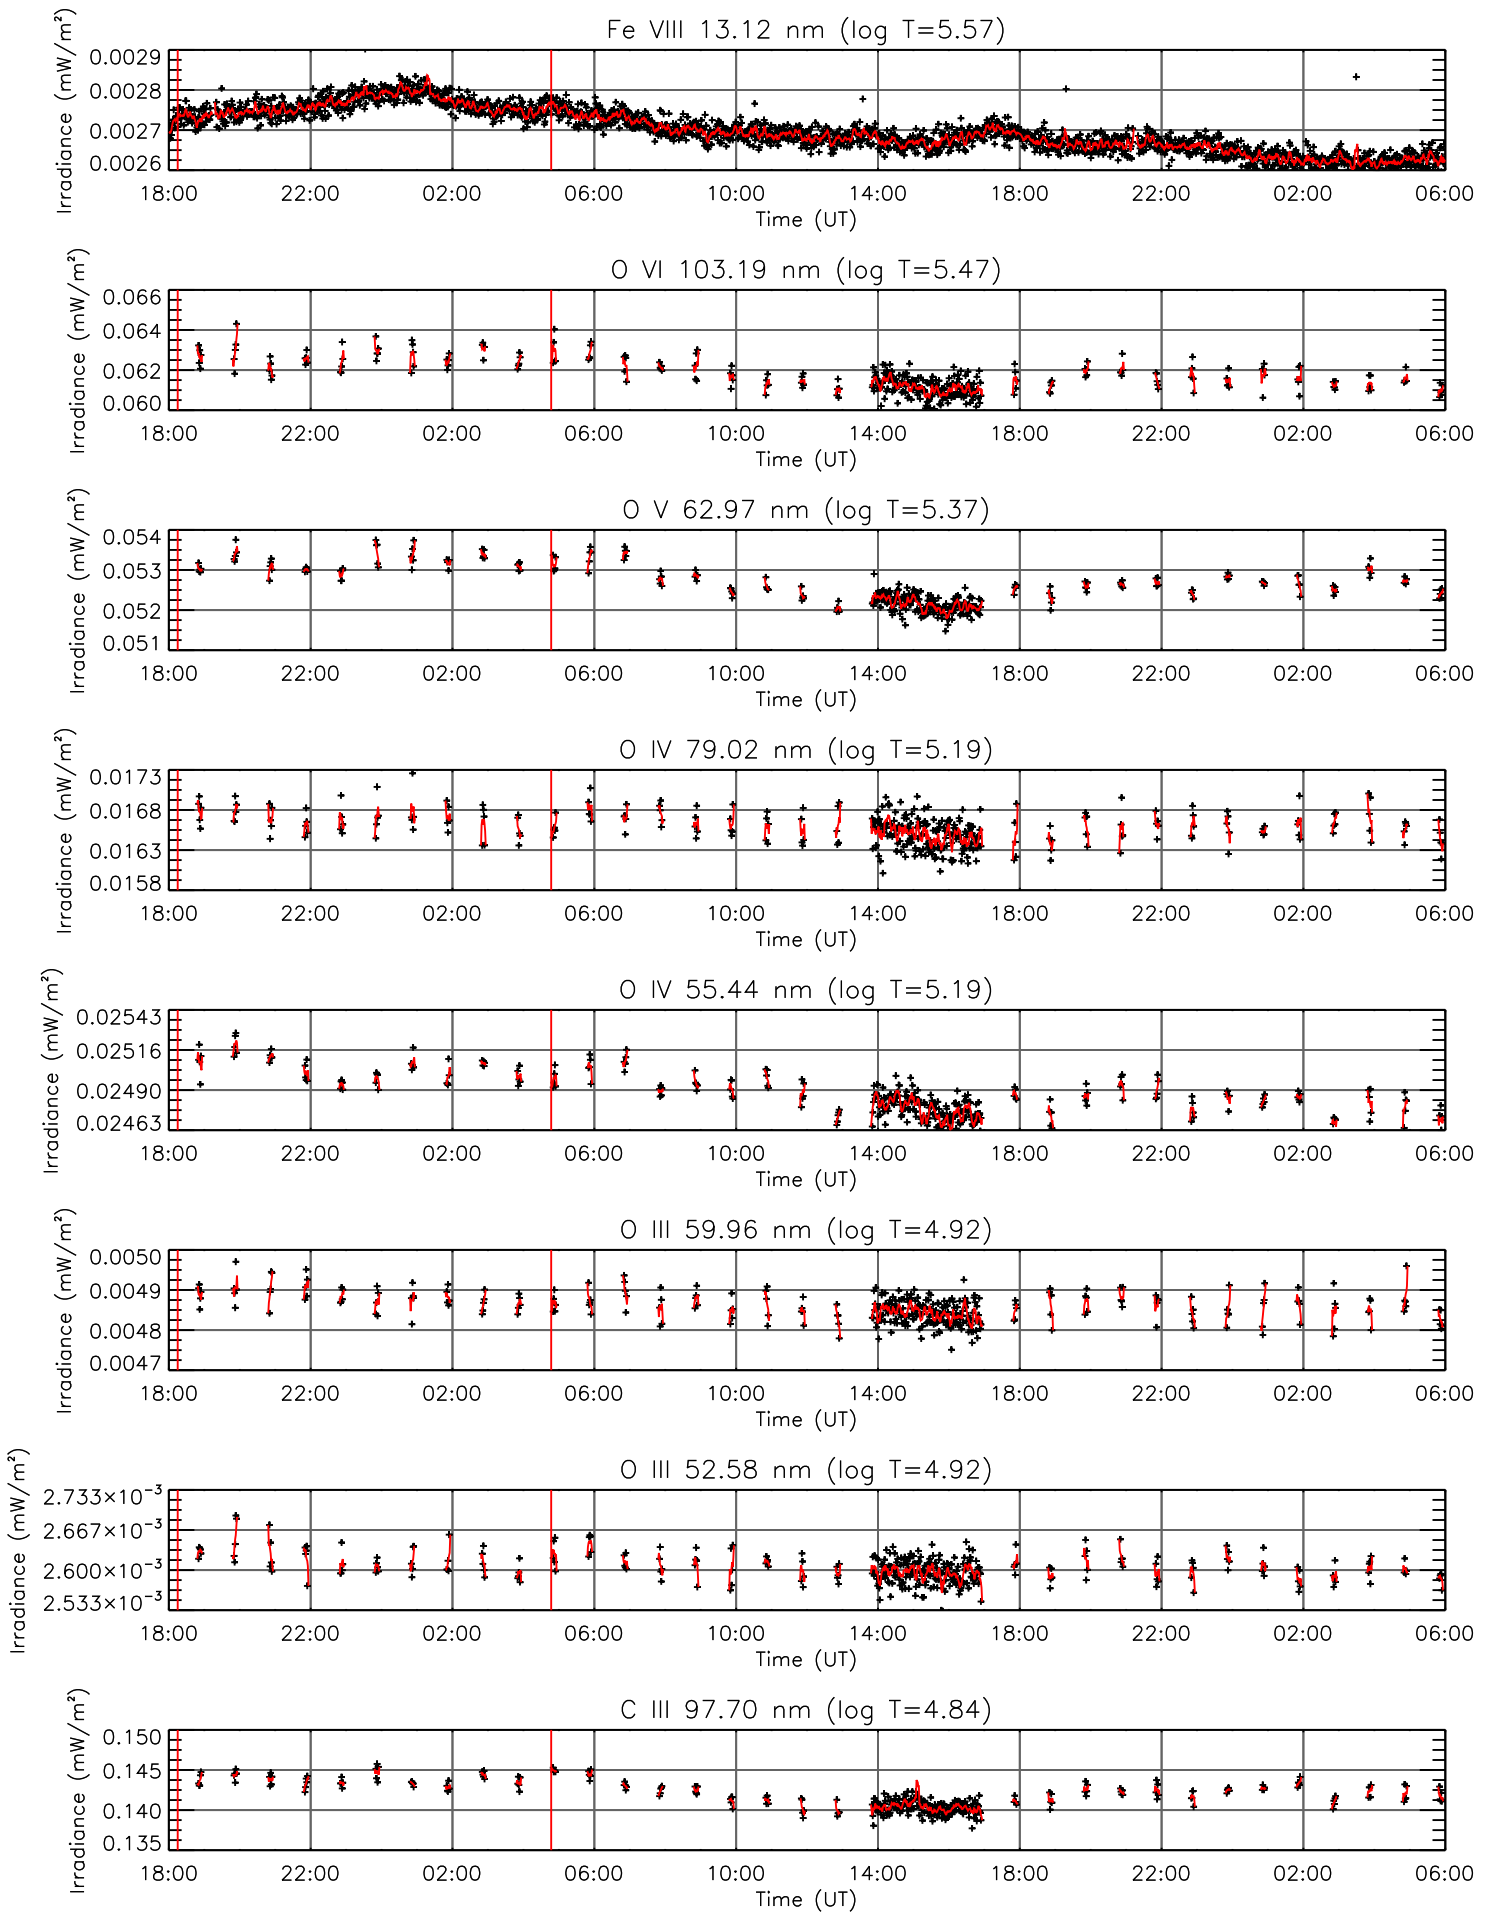 Fe VIII 13.12 nm (log T=5.57)
Irradiance (mW/m²)
0.0029
0.0028
0.0027
0.0026
18:00 22:00 02:00 06:00 10:00 14:00 18:00 22:00 02:00 06:00
Time (UT)
O VI 103.19 nm (log T=5.47)
Irradiance (mW/m²)
0.066
0.064
0.062
0.060
18:00 22:00 02:00 06:00 10:00 14:00 18:00 22:00 02:00 06:00
Time (UT)
O V 62.97 nm (log T=5.37)
Irradiance (mW/m²)
0.054
0.053
0.052
0.051
18:00 22:00 02:00 06:00 10:00 14:00 18:00 22:00 02:00 06:00
Time (UT)
O IV 79.02 nm (log T=5.19)
Irradiance (mW/m²)
0.0173
0.0168
0.0163
0.0158
18:00 22:00 02:00 06:00 10:00 14:00 18:00 22:00 02:00 06:00
Time (UT)
O IV 55.44 nm (log T=5.19)
Irradiance (mW/m²)
0.02543
0.02516
0.02490
0.02463
18:00 22:00 02:00 06:00 10:00 14:00 18:00 22:00 02:00 06:00
Time (UT)
O III 59.96 nm (log T=4.92)
Irradiance (mW/m²)
0.0050
0.0049
0.0048
0.0047
18:00 22:00 02:00 06:00 10:00 14:00 18:00 22:00 02:00 06:00
Time (UT)
O III 52.58 nm (log T=4.92)
Irradiance (mW/m²)
2.733×10⁻³
2.667×10⁻³
2.600×10⁻³
2.533×10⁻³
18:00 22:00 02:00 06:00 10:00 14:00 18:00 22:00 02:00 06:00
Time (UT)
C III 97.70 nm (log T=4.84)
Irradiance (mW/m²)
0.150
0.145
0.140
0.135
18:00 22:00 02:00 06:00 10:00 14:00 18:00 22:00 02:00 06:00
Time (UT)